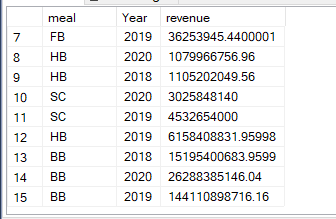 meal Year revenue
7 FB 2019 36253945.4400001
8 HB 2020 1079966756.96
9 HB 2018 1105202049.56
10 SC 2020 3025848140
11 SC 2019 4532654000
12 HB 2019 6158408831.95998
13 BB 2018 15195400683.9599
14 BB 2020 26288385146.04
15 BB 2019 144110898716.16